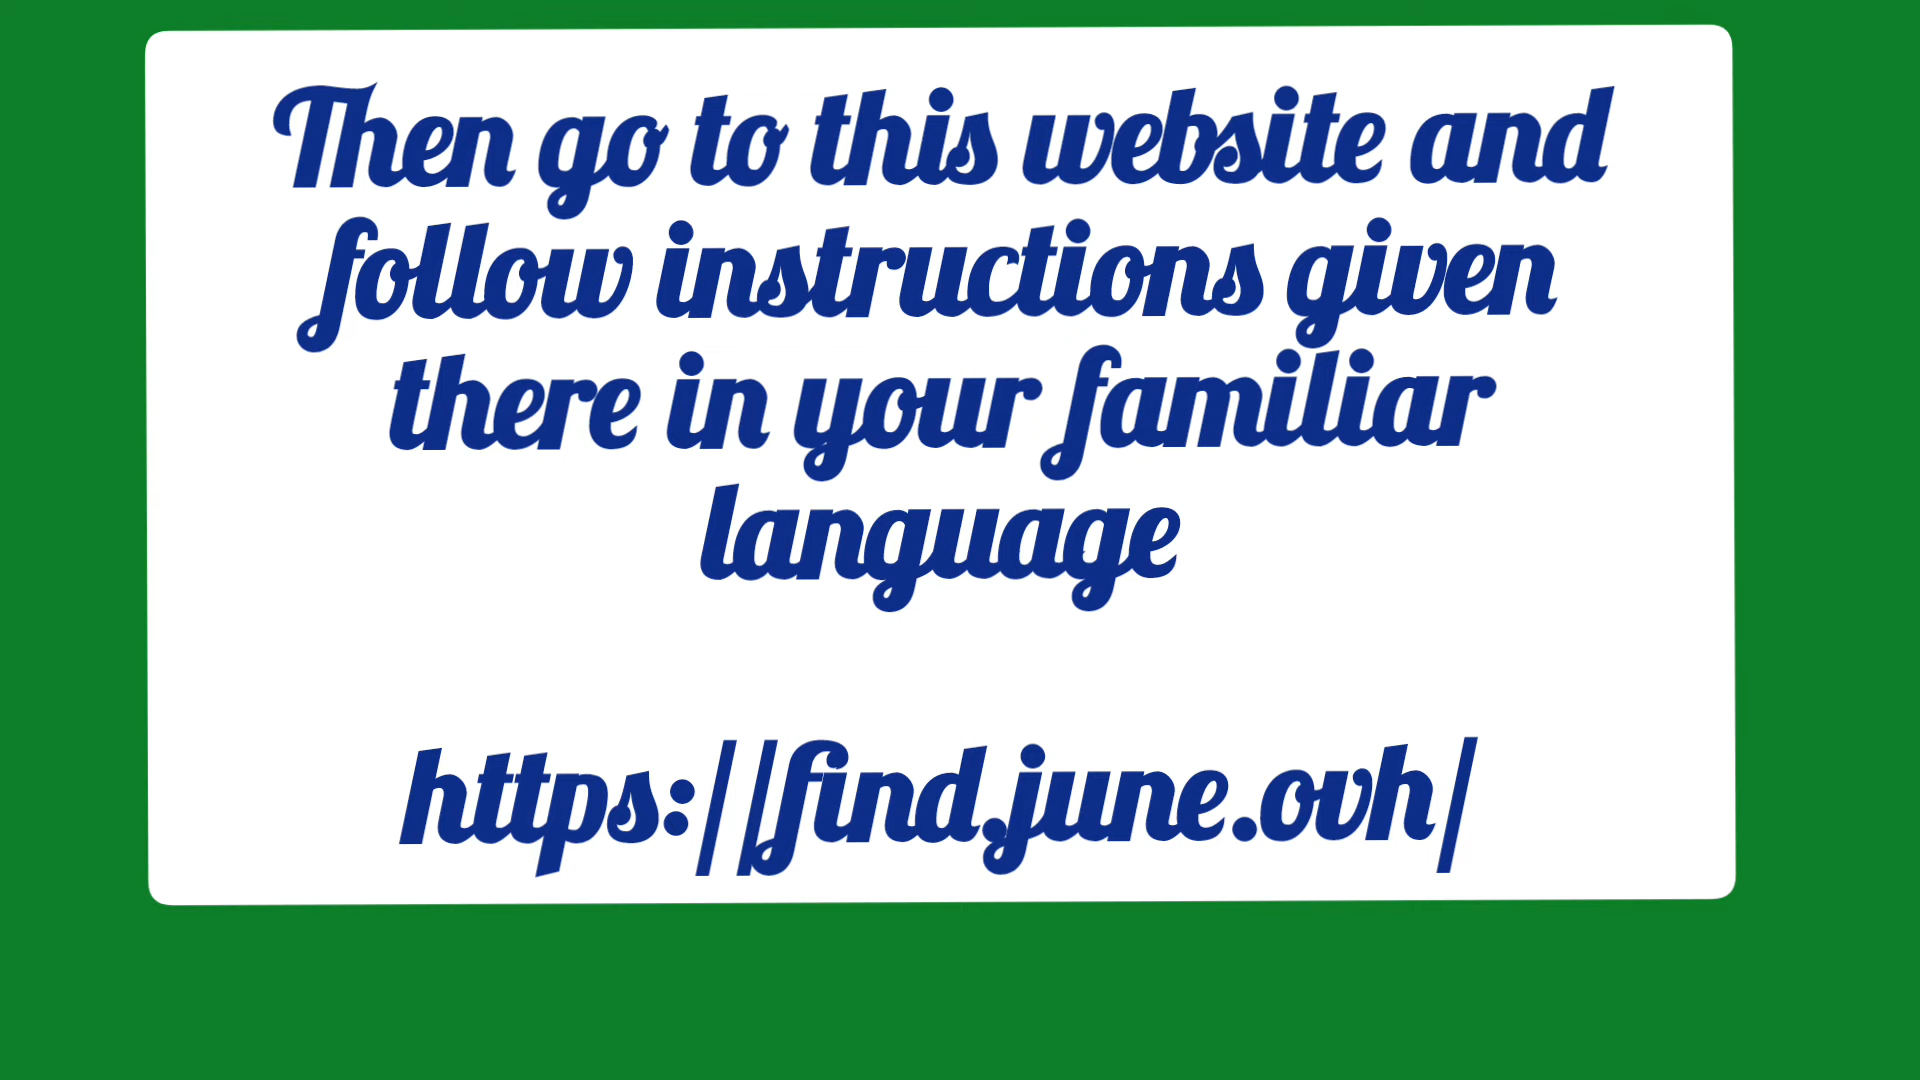 Then go to this website and
follow instructions given
there in your familiar
language
https://find.june.ovh/